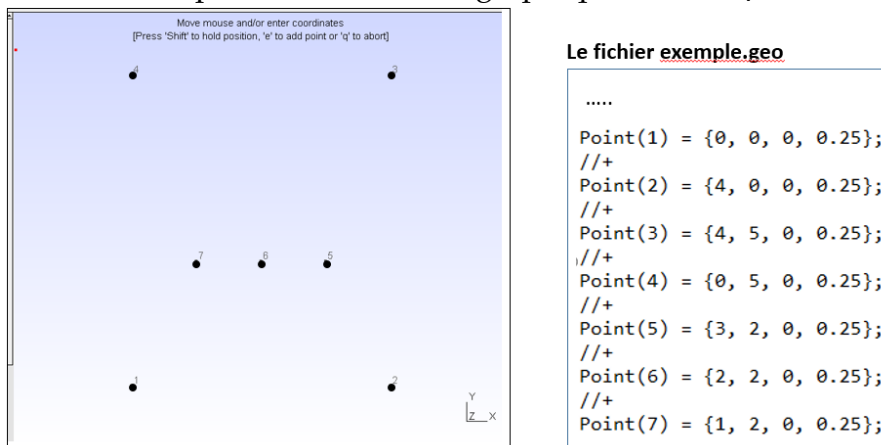 Move mouse and/or enter coordinates
[Press 'Shift' to hold position, 'e' to add point or 'q' to abort]
4
3
7
6
5
1
2
Y
Z X
Le fichier exemple.geo
.....
Point(1) = {0, 0, 0, 0.25};
//+
Point(2) = {4, 0, 0, 0.25};
//+
Point(3) = {4, 5, 0, 0.25};
//+
Point(4) = {0, 5, 0, 0.25};
//+
Point(5) = {3, 2, 0, 0.25};
//+
Point(6) = {2, 2, 0, 0.25};
//+
Point(7) = {1, 2, 0, 0.25};